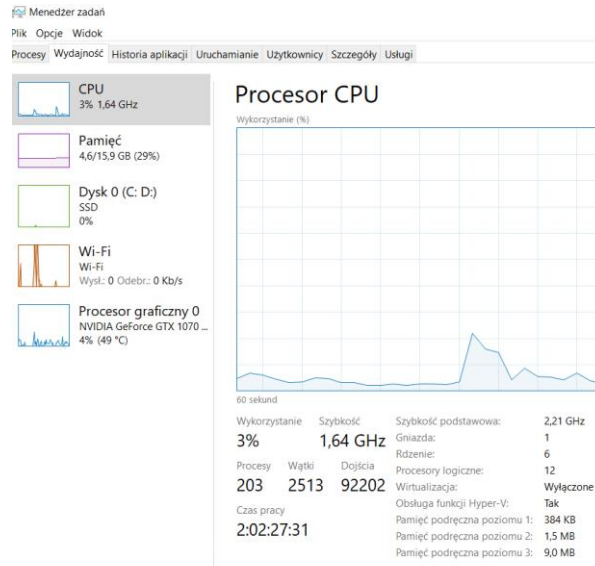 Menedżer zadań
Plik Opcje Widok
Procesy Wydajność Historia aplikacji Uruchamianie Użytkownicy Szczegóły Usługi
CPU
3% 1,64 GHz
Pamięć
4,6/15,9 GB (29%)
Dysk 0 (C: D:)
SSD
0%
Wi-Fi
Wi-Fi
Wysł.: 0 Odebr.: 0 Kb/s
Procesor graficzny 0
NVIDIA GeForce GTX 1070 ...
4% (49 °C)
Procesor CPU
Wykorzystanie (%)
60 sekund
Wykorzystanie Szybkość
3% 1,64 GHz
Procesy Wątki Dojścia
203 2513 92202
Czas pracy
2:02:27:31
Szybkość podstawowa: 2,21 GHz
Gniazda: 1
Rdzenie: 6
Procesory logiczne: 12
Wirtualizacja: Wyłączone
Obsługa funkcji Hyper-V: Tak
Pamięć podręczna poziomu 1: 384 KB
Pamięć podręczna poziomu 2: 1,5 MB
Pamięć podręczna poziomu 3: 9,0 MB